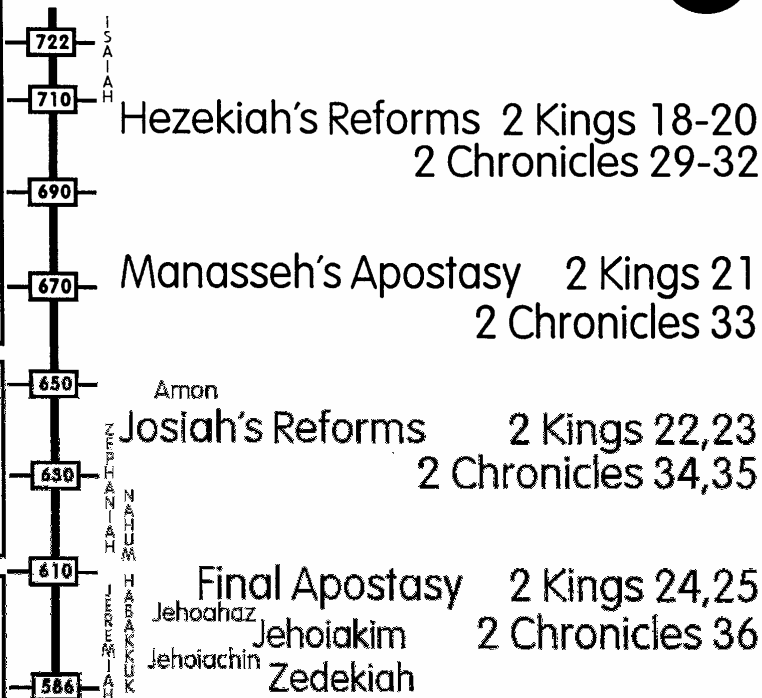 722
ISAIAH
710
Hezekiah's Reforms 2 Kings 18-20
2 Chronicles 29-32
690
Manasseh's Apostasy 2 Kings 21
670
2 Chronicles 33
650
Amon
Josiah's Reforms 2 Kings 22,23
ZEPHANIAH
2 Chronicles 34,35
630
NAHUM
610
Final Apostasy 2 Kings 24,25
JEREMIAH
HABAKKUK
Jehoahaz
Jehoiakim 2 Chronicles 36
Jehoiachin
Zedekiah
586